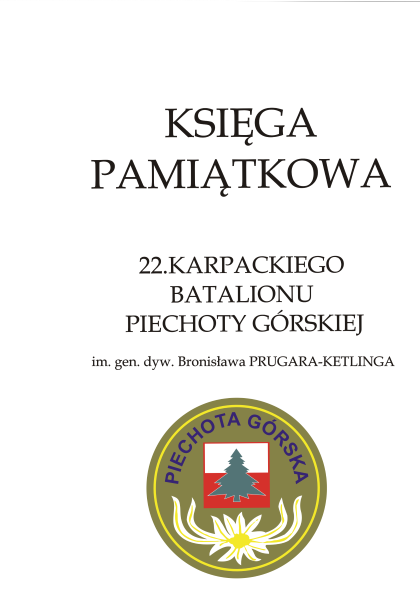 KSIĘGA
PAMIĄTKOWA
22.KARPACKIEGO
BATALIONU
PIECHOTY GÓRSKIEJ
im. gen. dyw. Bronisława PRUGARA-KETLINGA
PIECHOTA GÓRSKA